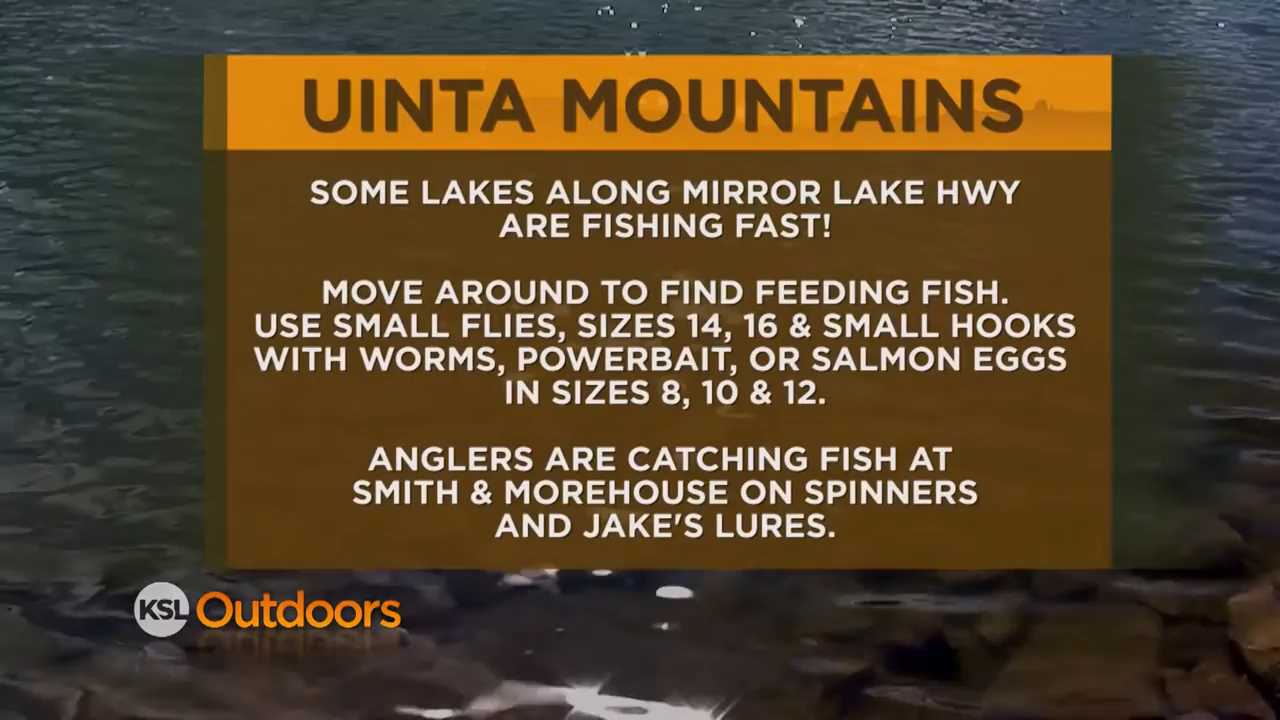 UINTA MOUNTAINS
SOME LAKES ALONG MIRROR LAKE HWY
ARE FISHING FAST!
MOVE AROUND TO FIND FEEDING FISH.
USE SMALL FLIES, SIZES 14, 16 & SMALL HOOKS
WITH WORMS, POWERBAIT, OR SALMON EGGS
IN SIZES 8, 10 & 12.
ANGLERS ARE CATCHING FISH AT
SMITH & MOREHOUSE ON SPINNERS
AND JAKE'S LURES.
KSL Outdoors